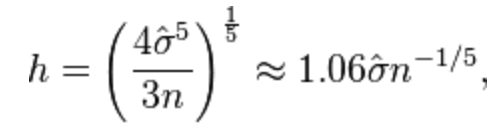 h = \left( \frac{4\hat{\sigma}^5}{3n} \right)^{\frac{1}{5}} \approx 1.06\hat{\sigma}n^{-1/5},